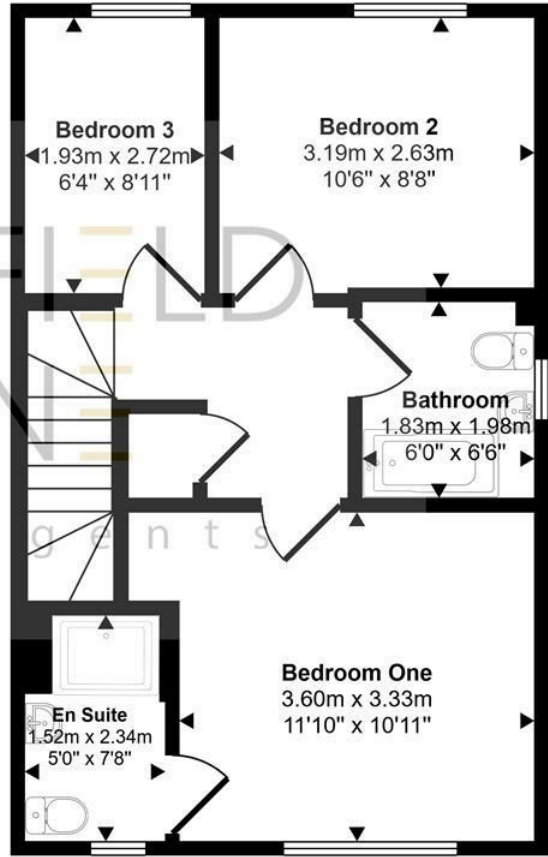 Bedroom 3
1.93m x 2.72m
6'4" x 8'11"
Bedroom 2
3.19m x 2.63m
10'6" x 8'8"
FIELD
Bathroom
1.83m x 1.98m
6'0" x 6'6"
gents
Bedroom One
3.60m x 3.33m
11'10" x 10'11"
En Suite
1.52m x 2.34m
5'0" x 7'8"